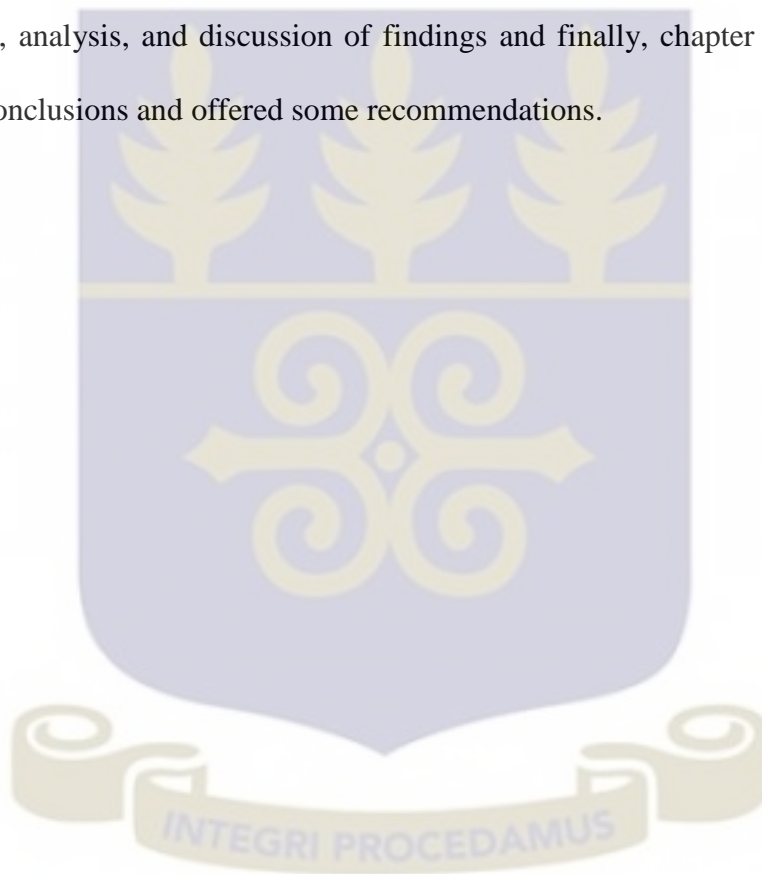 , analysis, and discussion of findings and finally, chapter
onclusions and offered some recommendations.
INTEGRI PROCEDAMUS